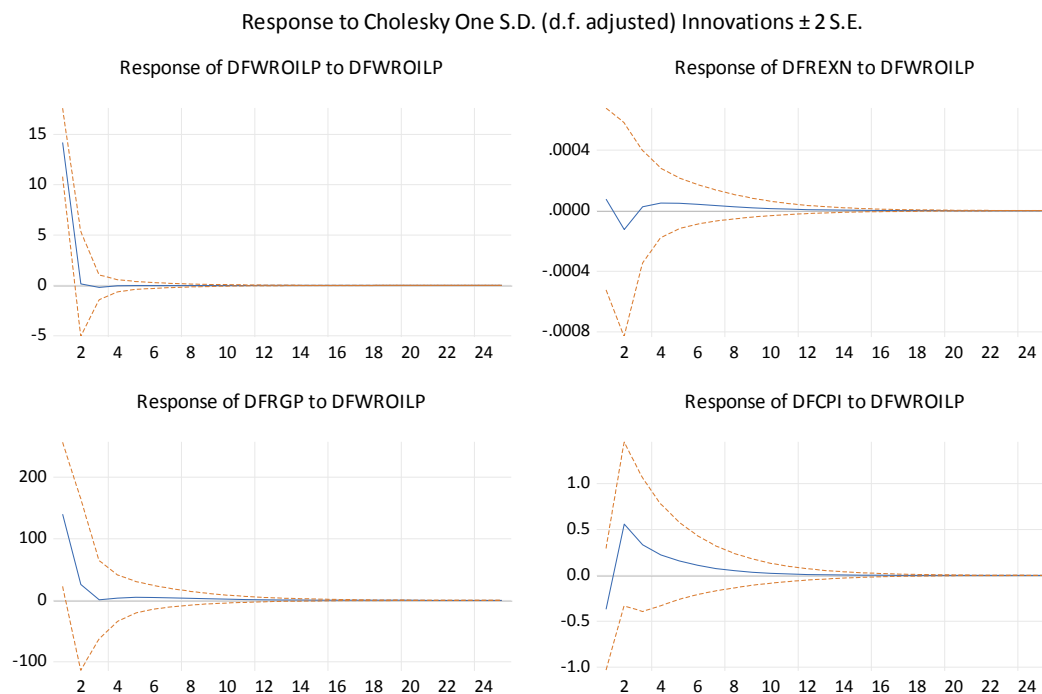 Response to Cholesky One S.D. (d.f. adjusted) Innovations ± 2 S.E.
Response of DFWROILP to DFWROILP
15
10
5
0
-5
2 4 6 8 10 12 14 16 18 20 22 24
Response of DFREXN to DFWROILP
.0004
.0000
-.0004
-.0008
2 4 6 8 10 12 14 16 18 20 22 24
Response of DFRGP to DFWROILP
200
100
0
-100
2 4 6 8 10 12 14 16 18 20 22 24
Response of DFCPI to DFWROILP
1.0
0.5
0.0
-0.5
-1.0
2 4 6 8 10 12 14 16 18 20 22 24